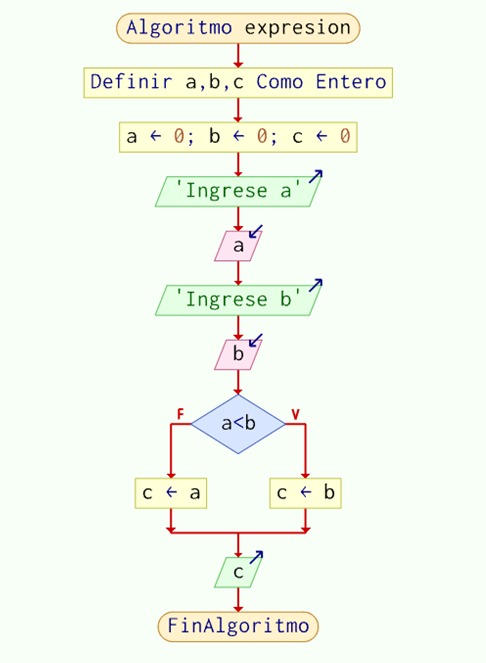 Algoritmo expresion
Definir a,b,c Como Entero
a ← 0; b ← 0; c ← 0
'Ingrese a'
a
'Ingrese b'
b
a<b
F
V
c ← a
c ← b
c
FinAlgoritmo